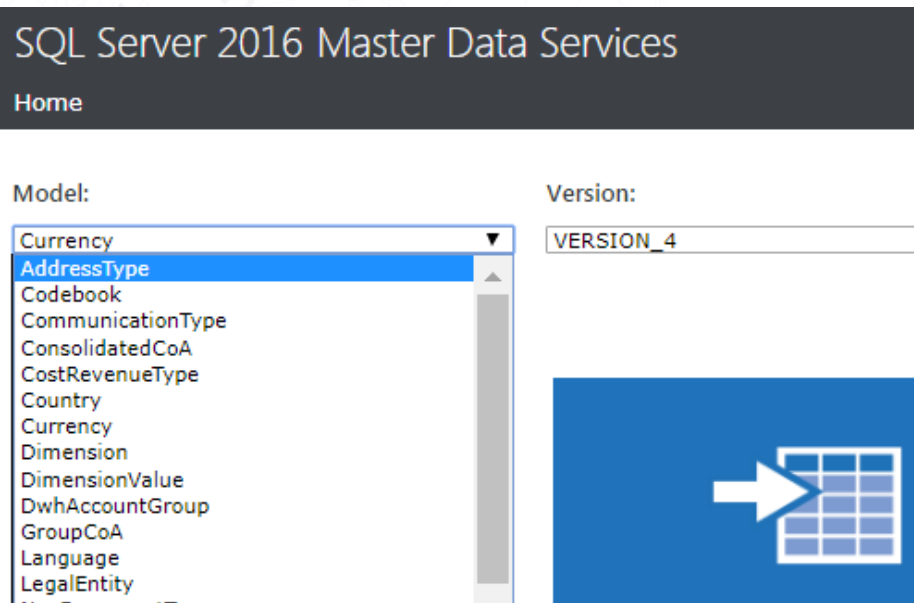 SQL Server 2016 Master Data Services
Home
Model:
Version:
Currency
VERSION_4
AddressType
Codebook
CommunicationType
ConsolidatedCoA
CostRevenueType
Country
Currency
Dimension
DimensionValue
DwhAccountGroup
GroupCoA
Language
LegalEntity